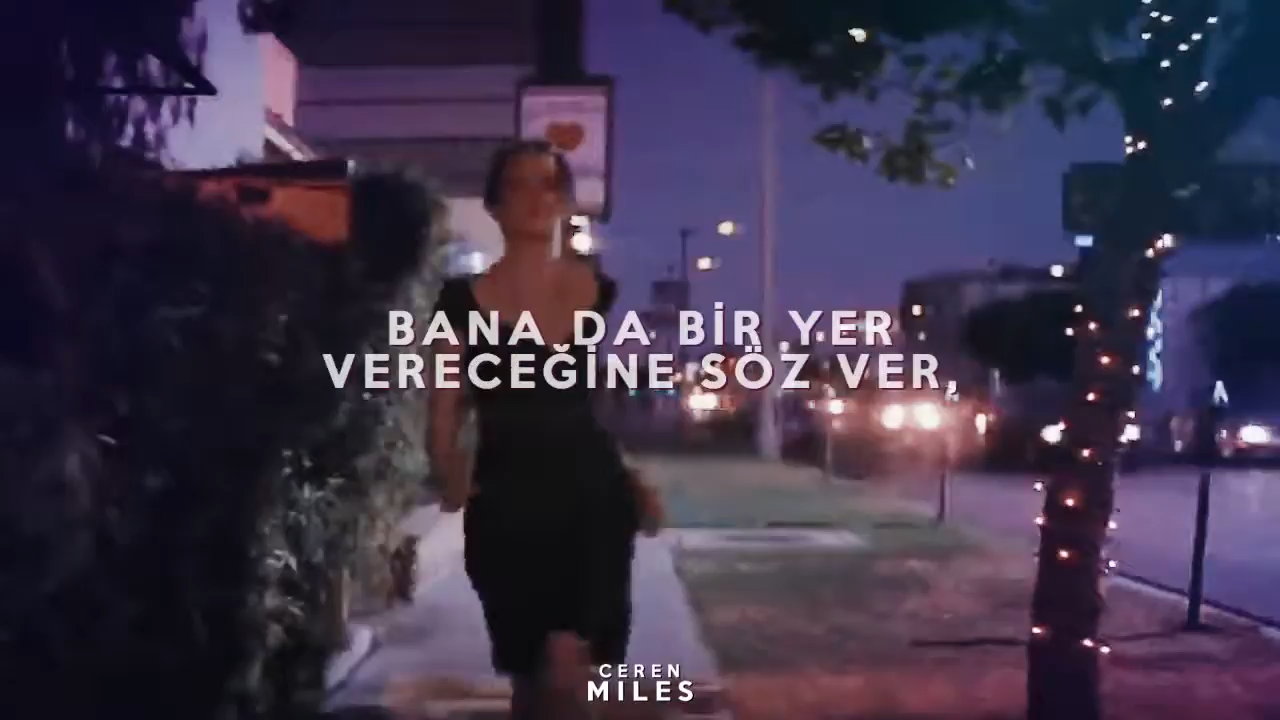 BANA DA BİR YER
VERECEĞİNE SÖZ VER,
CEREN
MILES